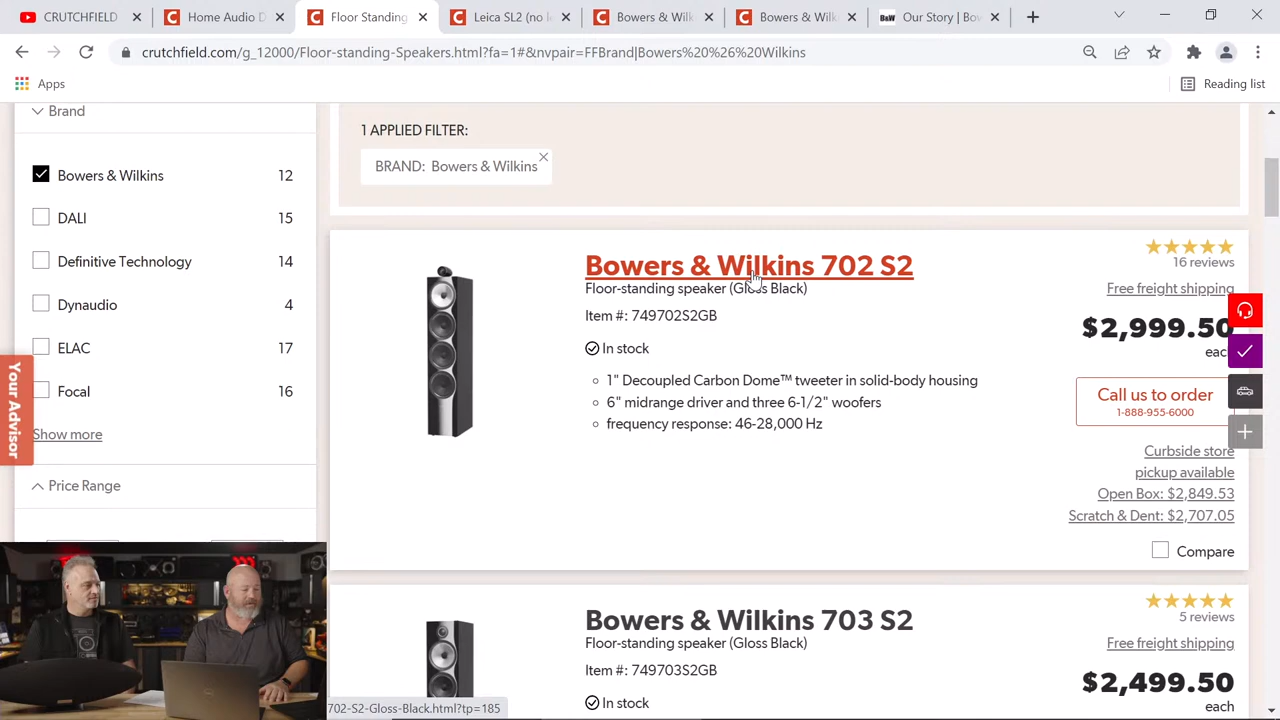 CRUTCHFIELD
Home Audio D
Floor Standing
Leica SL2 (no l
Bowers & Wilk
Bowers & Wilk
B&W
Our Story | Bow
crutchfield.com/g_12000/Floor-standing-Speakers.html?fa=1#&nvpair=FFBrand|Bowers%20%26%20Wilkins
Apps
Reading list
Brand
Bowers & Wilkins 12
DALI 15
Definitive Technology 14
Dynaudio 4
ELAC 17
Focal 16
Show more
Price Range
Your Advisor
1 APPLIED FILTER:
BRAND: Bowers & Wilkins
Bowers & Wilkins 702 S2
Floor-standing speaker (Gloss Black)
Item #: 749702S2GB
In stock
1" Decoupled Carbon Dome™ tweeter in solid-body housing
6" midrange driver and three 6-1/2" woofers
frequency response: 46-28,000 Hz
16 reviews
Free freight shipping
$2,999.50
each
Call us to order
1-888-955-6000
Curbside store
pickup available
Open Box: $2,849.53
Scratch & Dent: $2,707.05
Compare
Bowers & Wilkins 703 S2
Floor-standing speaker (Gloss Black)
Item #: 749703S2GB
In stock
5 reviews
Free freight shipping
$2,499.50
each
702-S2-Gloss-Black.html?tp=185